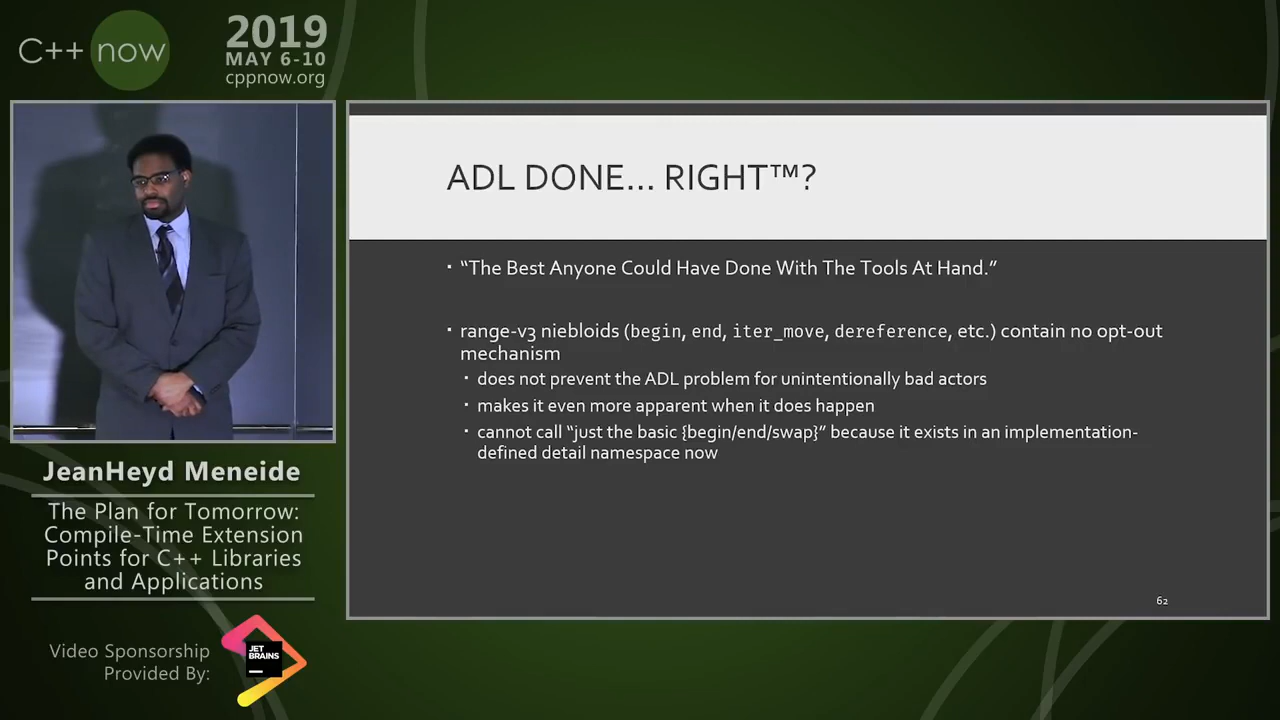 C++ now
2019
MAY 6-10
cppnow.org
ADL DONE... RIGHT™?
▪ “The Best Anyone Could Have Done With The Tools At Hand.”
▪ range-v3 niebloids (begin, end, iter_move, dereference, etc.) contain no opt-out
mechanism
▪ does not prevent the ADL problem for unintentionally bad actors
▪ makes it even more apparent when it does happen
▪ cannot call “just the basic {begin/end/swap}” because it exists in an implementation-
defined detail namespace now
62
JeanHeyd Meneide
The Plan for Tomorrow:
Compile-Time Extension
Points for C++ Libraries
and Applications
Video Sponsorship
Provided By:
JET
BRAINS